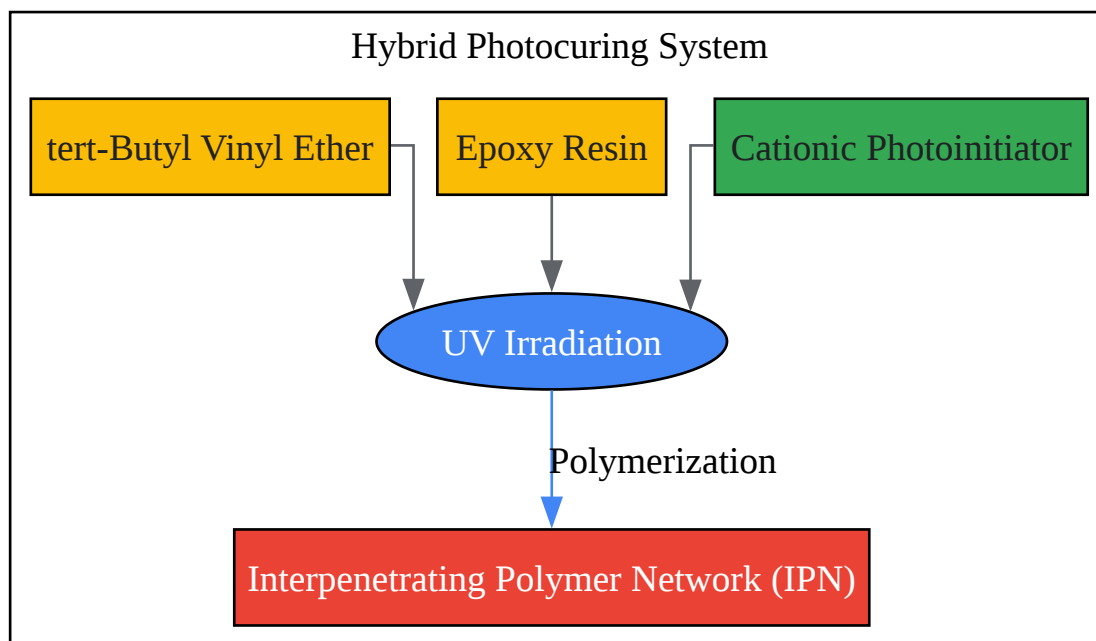 Hybrid Photocuring System
tert-Butyl Vinyl Ether
Epoxy Resin
Cationic Photoinitiator
UV Irradiation
Polymerization
Interpenetrating Polymer Network (IPN)